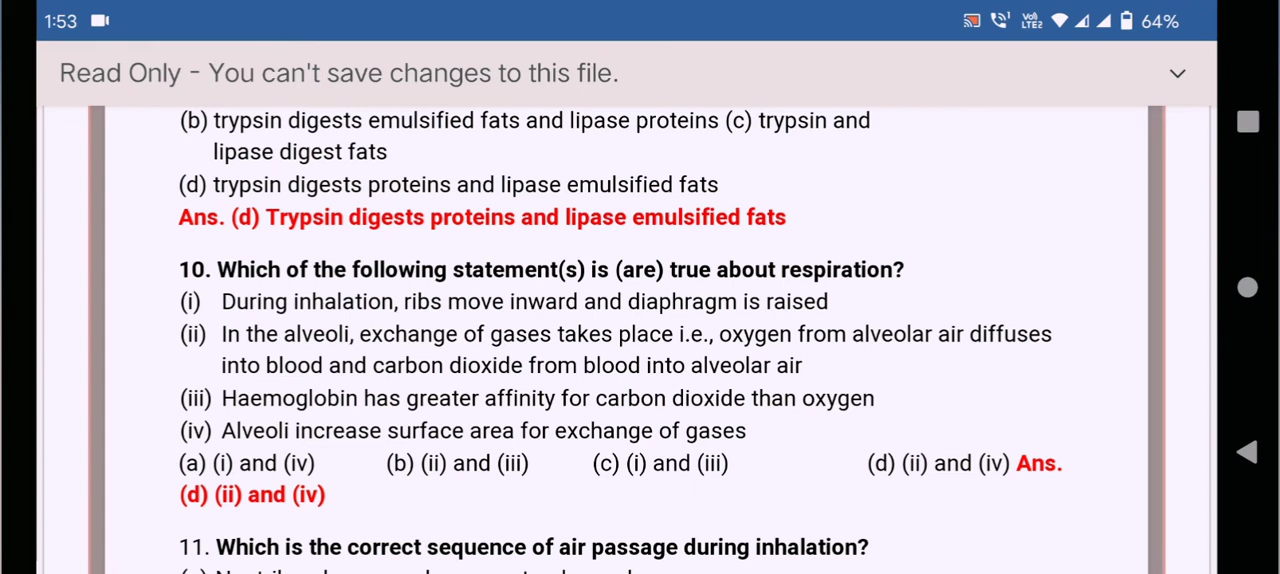 1:53 Vo) LTE2 64%
Read Only - You can't save changes to this file.
(b) trypsin digests emulsified fats and lipase proteins (c) trypsin and
lipase digest fats
(d) trypsin digests proteins and lipase emulsified fats
Ans. (d) Trypsin digests proteins and lipase emulsified fats
10. Which of the following statement(s) is (are) true about respiration?
(i) During inhalation, ribs move inward and diaphragm is raised
(ii) In the alveoli, exchange of gases takes place i.e., oxygen from alveolar air diffuses
into blood and carbon dioxide from blood into alveolar air
(iii) Haemoglobin has greater affinity for carbon dioxide than oxygen
(iv) Alveoli increase surface area for exchange of gases
(a) (i) and (iv) (b) (ii) and (iii) (c) (i) and (iii) (d) (ii) and (iv) Ans.
(d) (ii) and (iv)
11. Which is the correct sequence of air passage during inhalation?